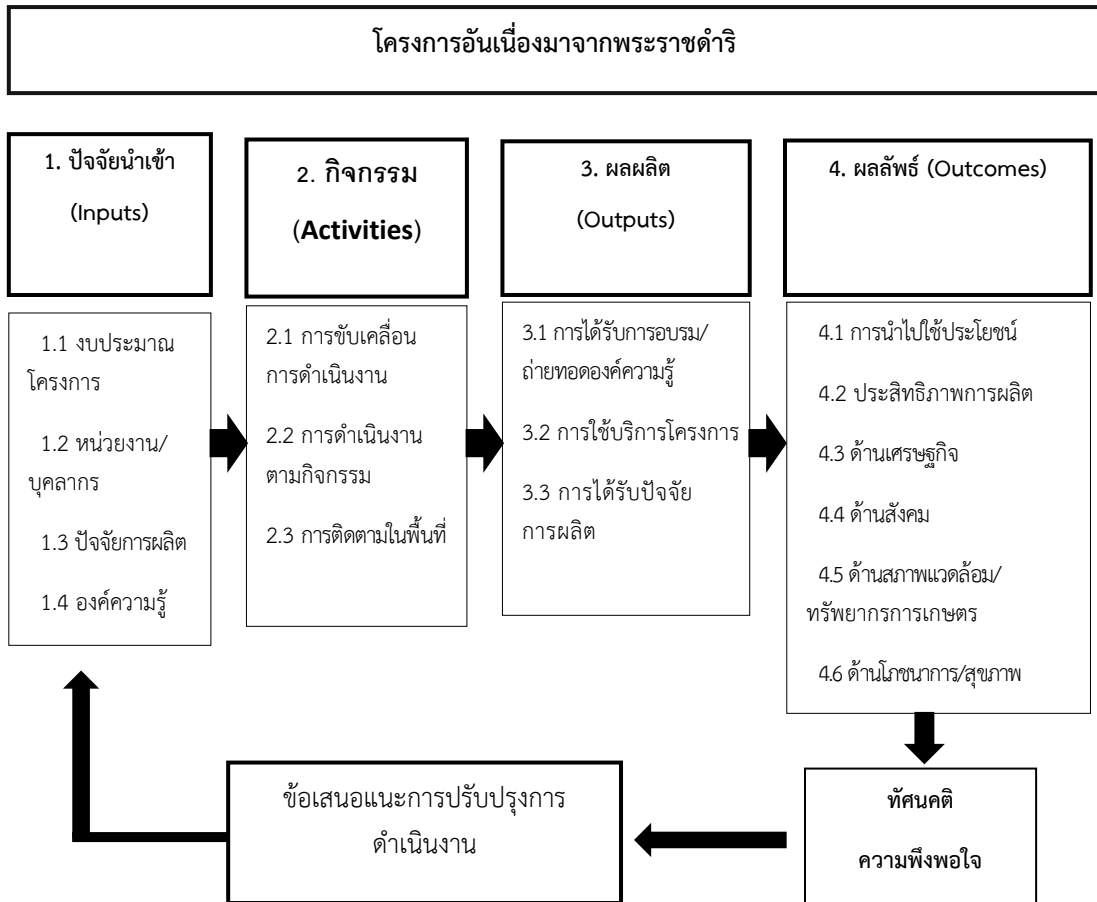 โครงการอันเนื่องมาจากพระราชดำริ
1. ปัจจัยนำเข้า
(Inputs)
2. กิจกรรม
(Activities)
3. ผลผลิต
(Outputs)
4. ผลลัพธ์ (Outcomes)
1.1 งบประมาณ
โครงการ
1.2 หน่วยงาน/
บุคลากร
1.3 ปัจจัยการผลิต
1.4 องค์ความรู้
2.1 การขับเคลื่อน
การดำเนินงาน
2.2 การดำเนินงาน
ตามกิจกรรม
2.3 การติดตามในพื้นที่
3.1 การได้รับการอบรม/
ถ่ายทอดองค์ความรู้
3.2 การใช้บริการโครงการ
3.3 การได้รับปัจจัย
การผลิต
4.1 การนำไปใช้ประโยชน์
4.2 ประสิทธิภาพการผลิต
4.3 ด้านเศรษฐกิจ
4.4 ด้านสังคม
4.5 ด้านสภาพแวดล้อม/
ทรัพยากรการเกษตร
4.6 ด้านโภชนาการ/สุขภาพ
ทัศนคติ
ความพึงพอใจ
ข้อเสนอแนะการปรับปรุงการ
ดำเนินงาน